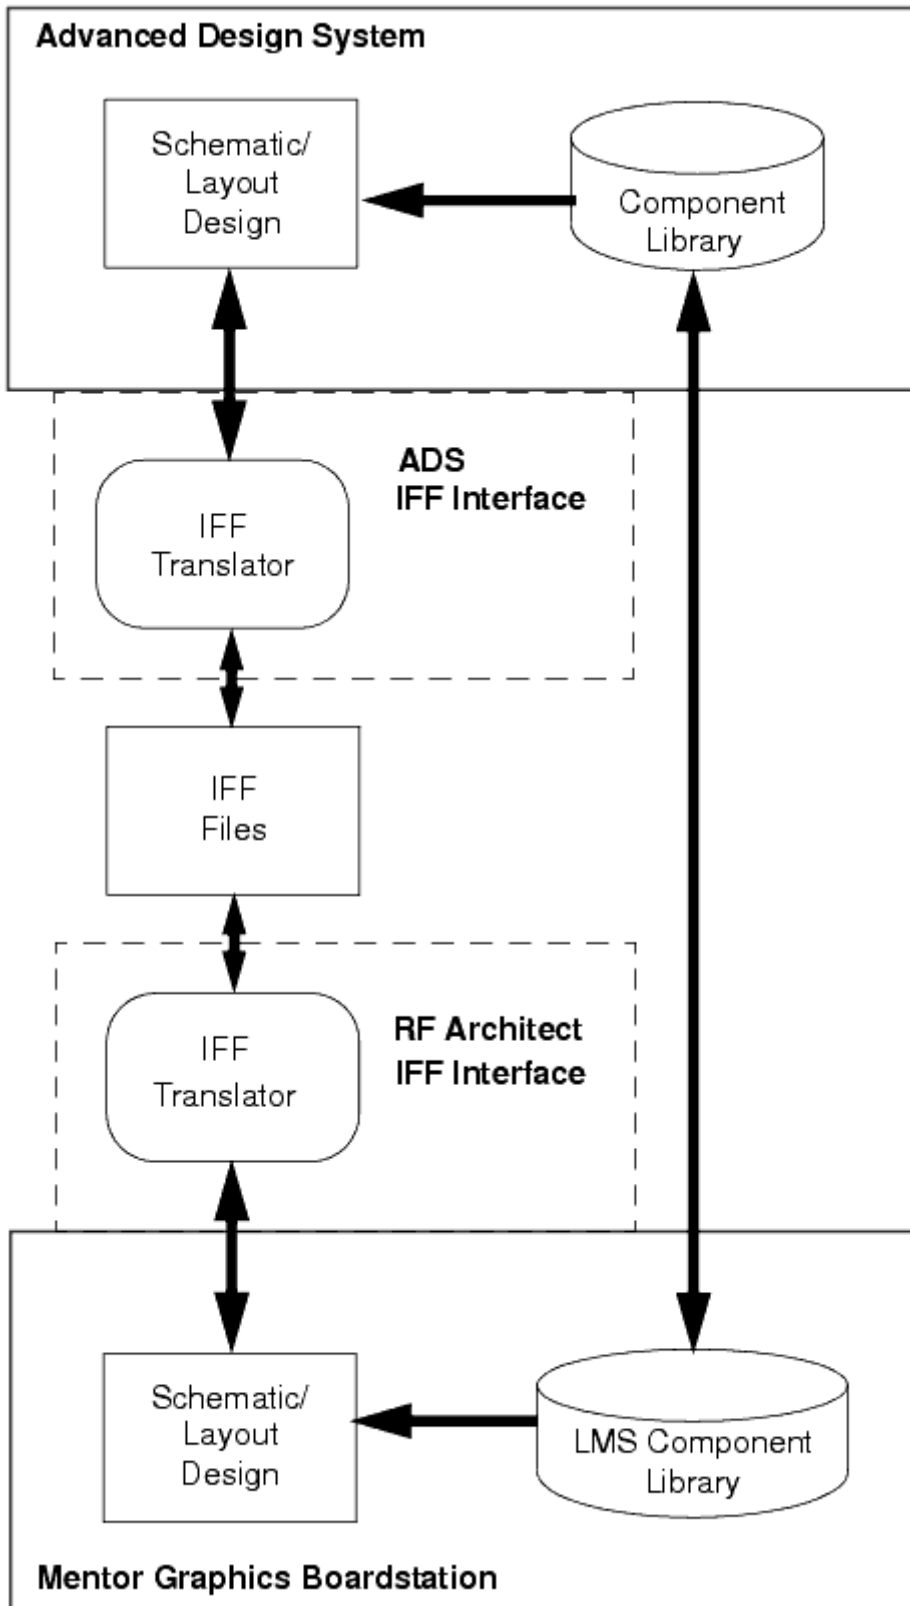 Advanced Design System
Schematic/
Layout
Design
Component
Library
ADS
IFF Interface
IFF
Translator
IFF
Files
RF Architect
IFF Interface
IFF
Translator
Schematic/
Layout
Design
LMS Component
Library
Mentor Graphics Boardstation